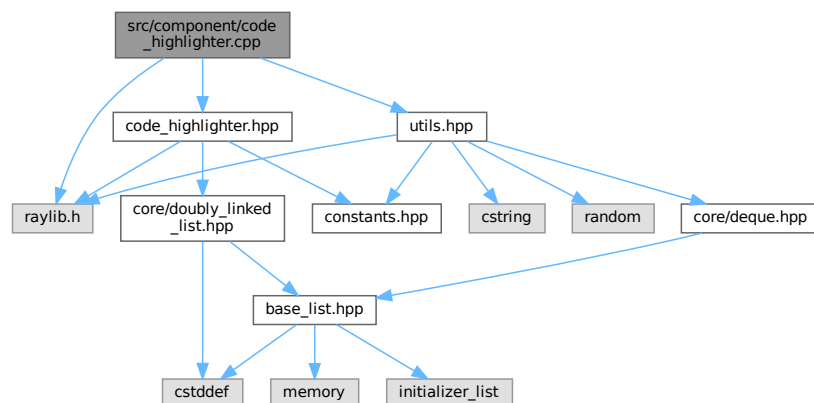 src/component/code
_highlighter.cpp
code_highlighter.hpp
utils.hpp
raylib.h
core/doubly_linked
_list.hpp
constants.hpp
cstring
random
core/deque.hpp
base_list.hpp
cstddef
memory
initializer_list